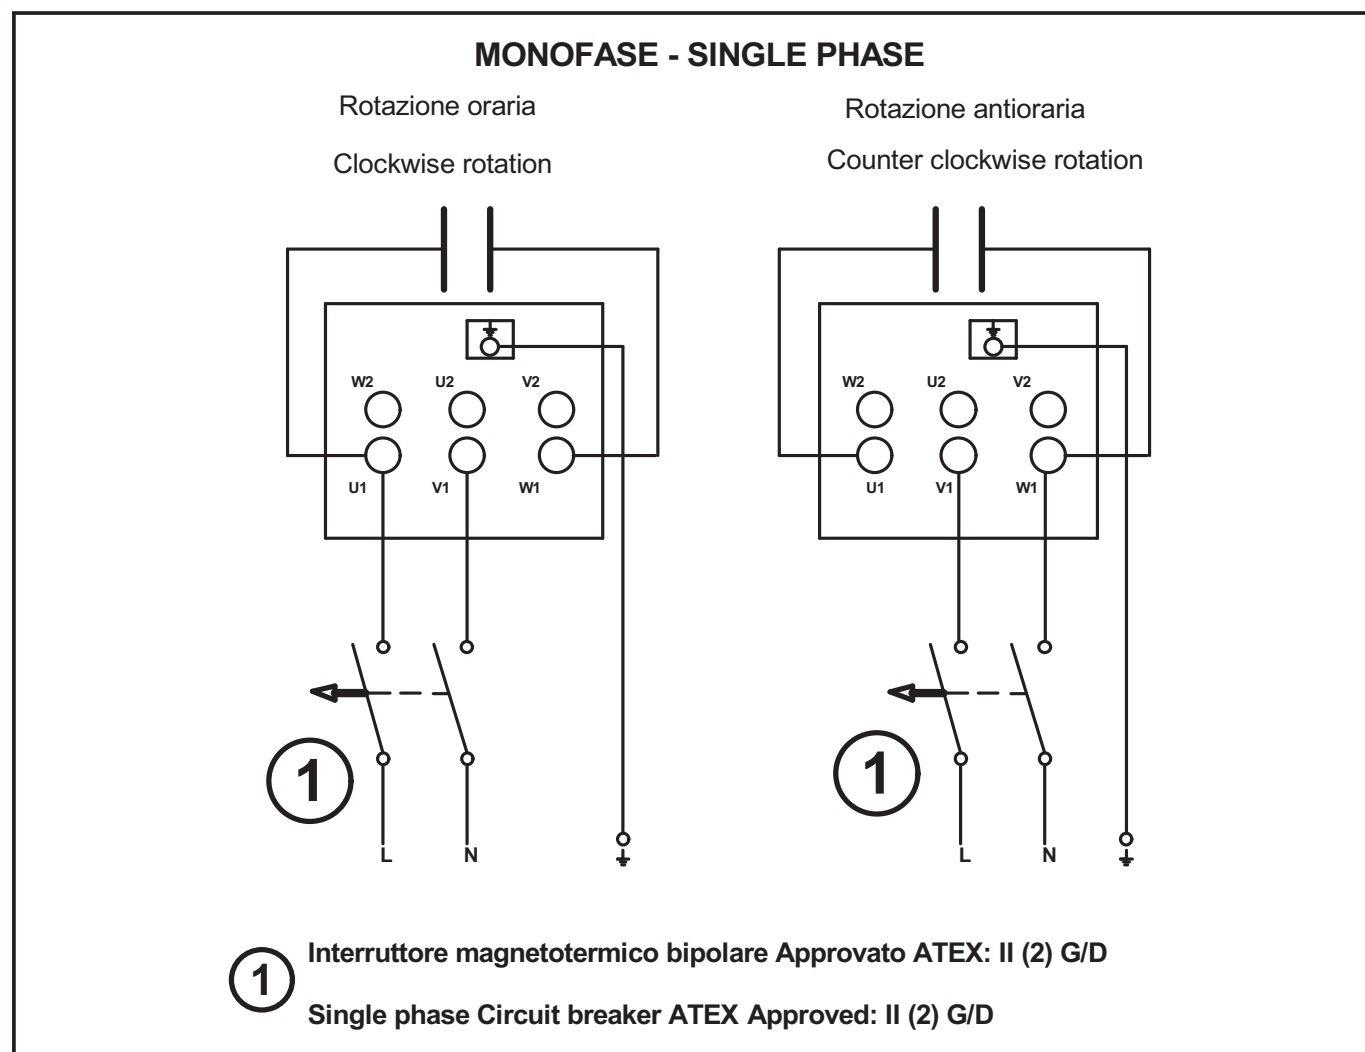 MONOFASE - SINGLE PHASE
Rotazione oraria
Clockwise rotation
Rotazione antioraria
Counter clockwise rotation
W2 U2 V2
U1 V1 W1
W2 U2 V2
U1 V1 W1
1
L N
1
L N
1
Interruttore magnetotermico bipolare Approvato ATEX: II (2) G/D
Single phase Circuit breaker ATEX Approved: II (2) G/D